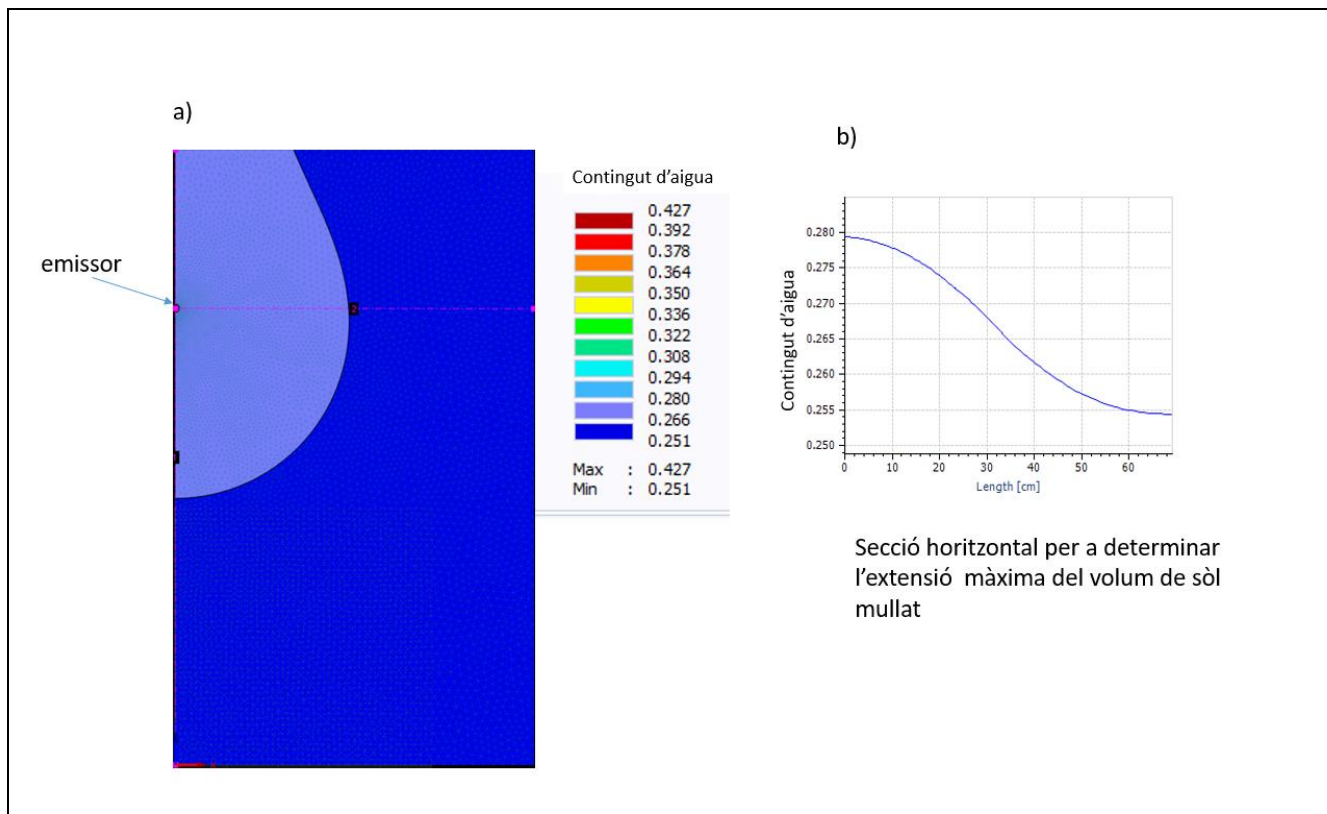 a)
emissor
Contingut d'aigua
0.427
0.392
0.378
0.364
0.350
0.336
0.322
0.308
0.294
0.280
0.266
0.251
Max : 0.427
Min : 0.251
b)
Contingut d'aigua
0.280
0.275
0.270
0.265
0.260
0.255
0.250
0 10 20 30 40 50 60
Length [cm]
Secció horitzontal per a determinar
l'extensió màxima del volum de sòl
mullat